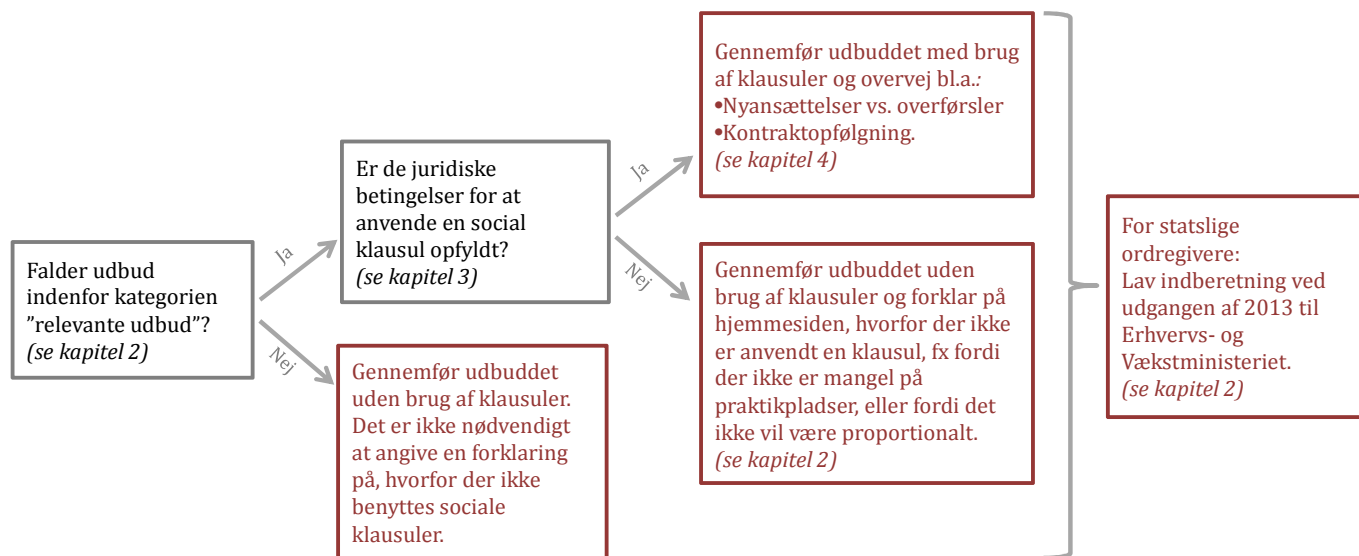 Falder udbud
indenfor kategorien
”relevante udbud”?
(se kapitel 2)
Ja
Nej
Er de juridiske
betingelser for at
anvende en social
klausul opfyldt?
(se kapitel 3)
Gennemfør udbuddet
uden brug af klausuler.
Det er ikke nødvendigt
at angive en forklaring
på, hvorfor der ikke
benyttes sociale
klausuler.
Ja
Nej
Gennemfør udbuddet med brug
af klausuler og overvej bl.a.:
•Nyansættelser vs. overførsler
•Kontraktopfølgning.
(se kapitel 4)
Gennemfør udbuddet uden
brug af klausuler og forklar på
hjemmesiden, hvorfor der ikke
er anvendt en klausul, fx fordi
der ikke er mangel på
praktikpladser, eller fordi det
ikke vil være proportionalt.
(se kapitel 2)
For statslige
ordregivere:
Lav indberetning ved
udgangen af 2013 til
Erhvervs- og
Vækstministeriet.
(se kapitel 2)